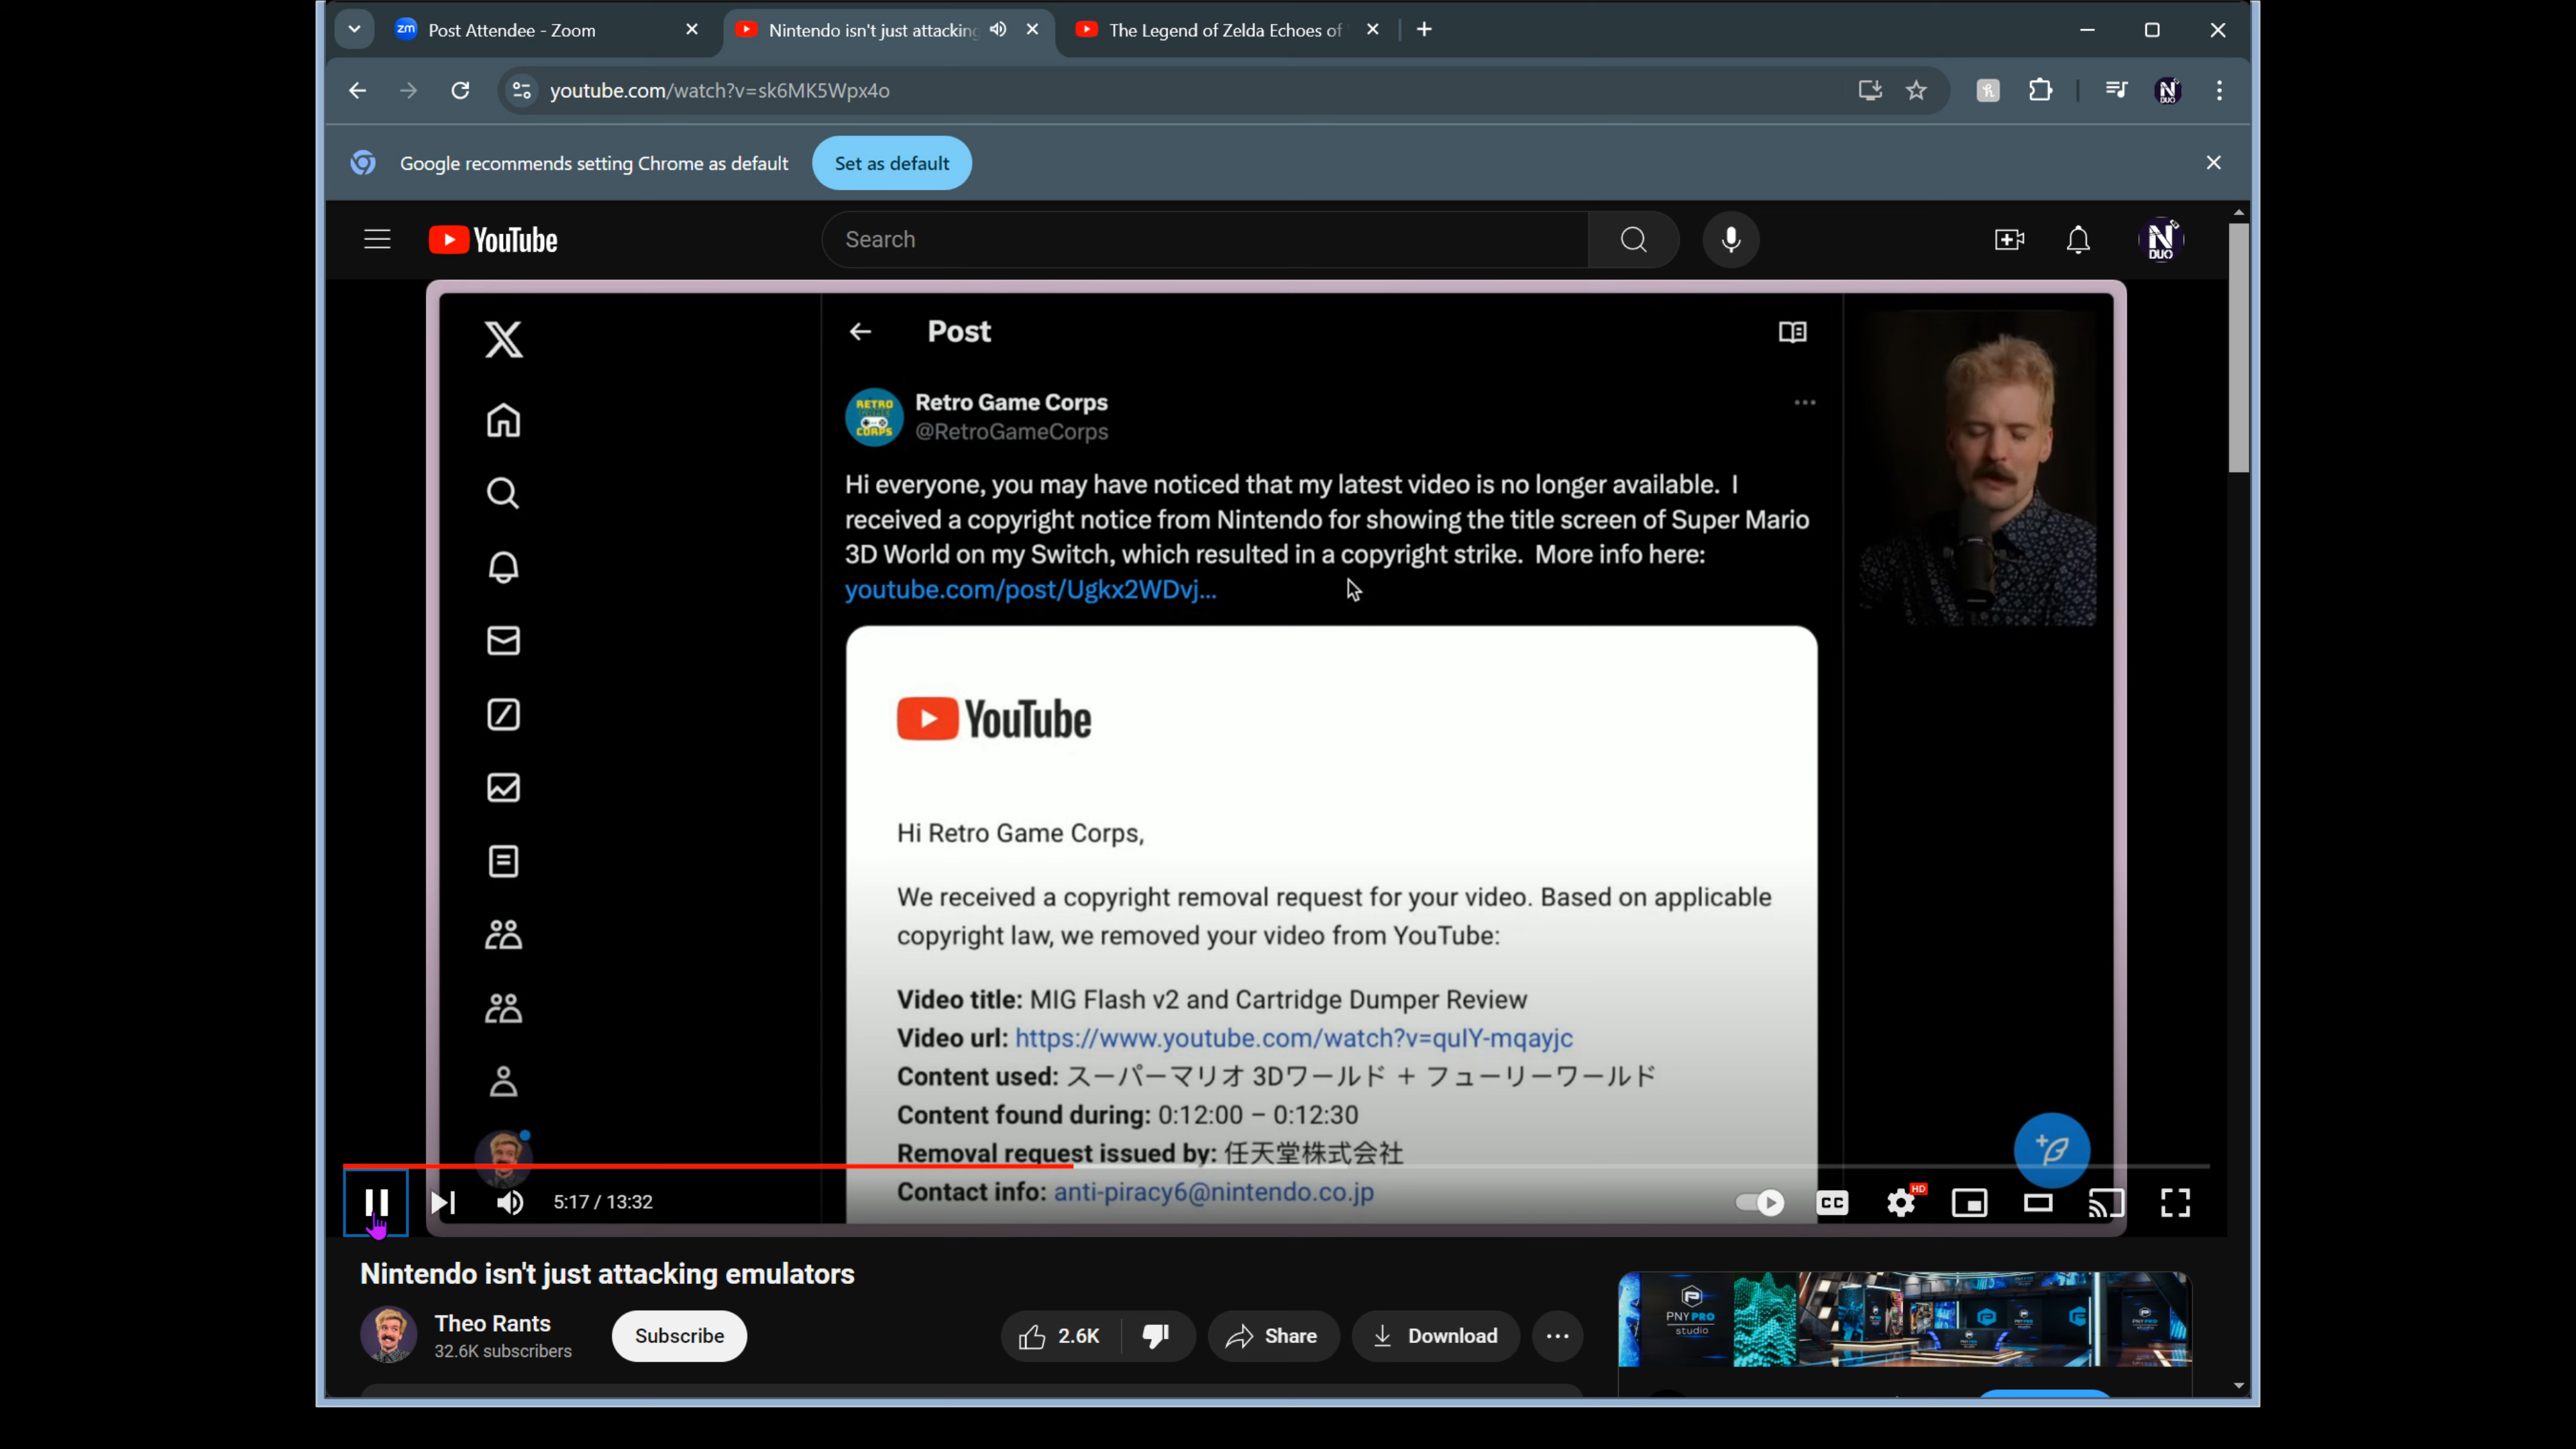 zm
Post Attendee - Zoom
Nintendo isn't just attacking
The Legend of Zelda Echoes of
youtube.com/watch?v=sk6MK5Wpx4o
N
DUO
Google recommends setting Chrome as default
Set as default
YouTube
Search
N
DUO
X
Post
RETRO
GAME
CORPS
Retro Game Corps
@RetroGameCorps
Hi everyone, you may have noticed that my latest video is no longer available. I
received a copyright notice from Nintendo for showing the title screen of Super Mario
3D World on my Switch, which resulted in a copyright strike. More info here:
youtube.com/post/Ugkx2WDvj...
YouTube
Hi Retro Game Corps,
We received a copyright removal request for your video. Based on applicable
copyright law, we removed your video from YouTube:
Video title: MIG Flash v2 and Cartridge Dumper Review
Video url: https://www.youtube.com/watch?v=quIY-mqayjc
Content used: スーパーマリオ 3Dワールド + フューリーワールド
Content found during: 0:12:00 – 0:12:30
Removal request issued by: 任天堂株式会社
Contact info: anti-piracy6@nintendo.co.jp
5:17 / 13:32
CC
HD
Nintendo isn't just attacking emulators
Theo Rants
32.6K subscribers
Subscribe
2.6K
Share
Download
PNY PRO
studio